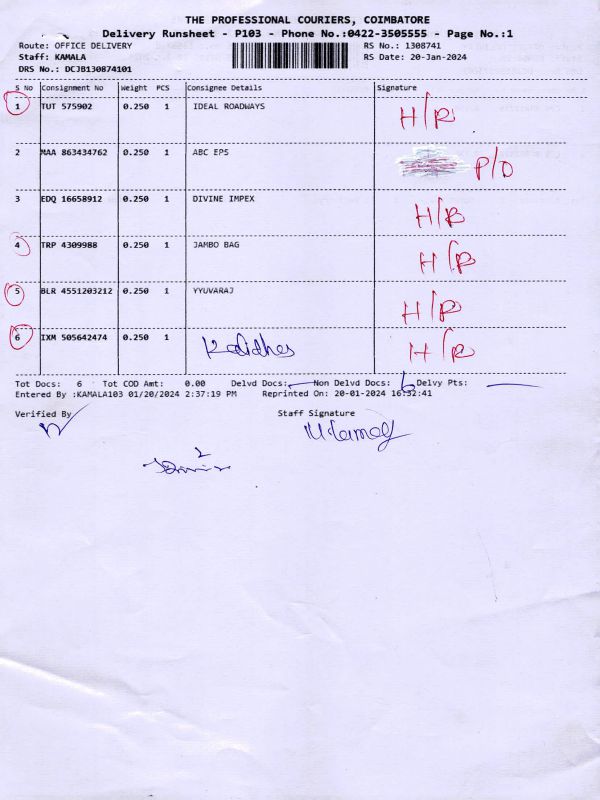 THE PROFESSIONAL COURIERS, COIMBATORE
Delivery Runsheet - P103 - Phone No.:0422-3505555 - Page No.:1
Route: OFFICE DELIVERY RS No.: 1308741
Staff: KAMALA RS Date: 20-Jan-2024
DRS No.: DCJB130874101
S No Consignment No Weight PCS Consignee Details Signature
1 TUT 575902 0.250 1 IDEAL ROADWAYS H/R
2 MAA 863434762 0.250 1 ABC EPS P/O
3 EDQ 16658912 0.250 1 DIVINE IMPEX H/R
4 TRP 4309988 0.250 1 JAMBO BAG H/R
5 BLR 4551203212 0.250 1 YYUVARAJ H/R
6 IXM 505642474 0.250 1 H/R
Tot Docs: 6 Tot COD Amt: 0.00 Delvd Docs: — Non Delvd Docs: 6 Delvy Pts: —
Entered By :KAMALA103 01/20/2024 2:37:19 PM Reprinted On: 20-01-2024 16:32:41
Verified By Staff Signature